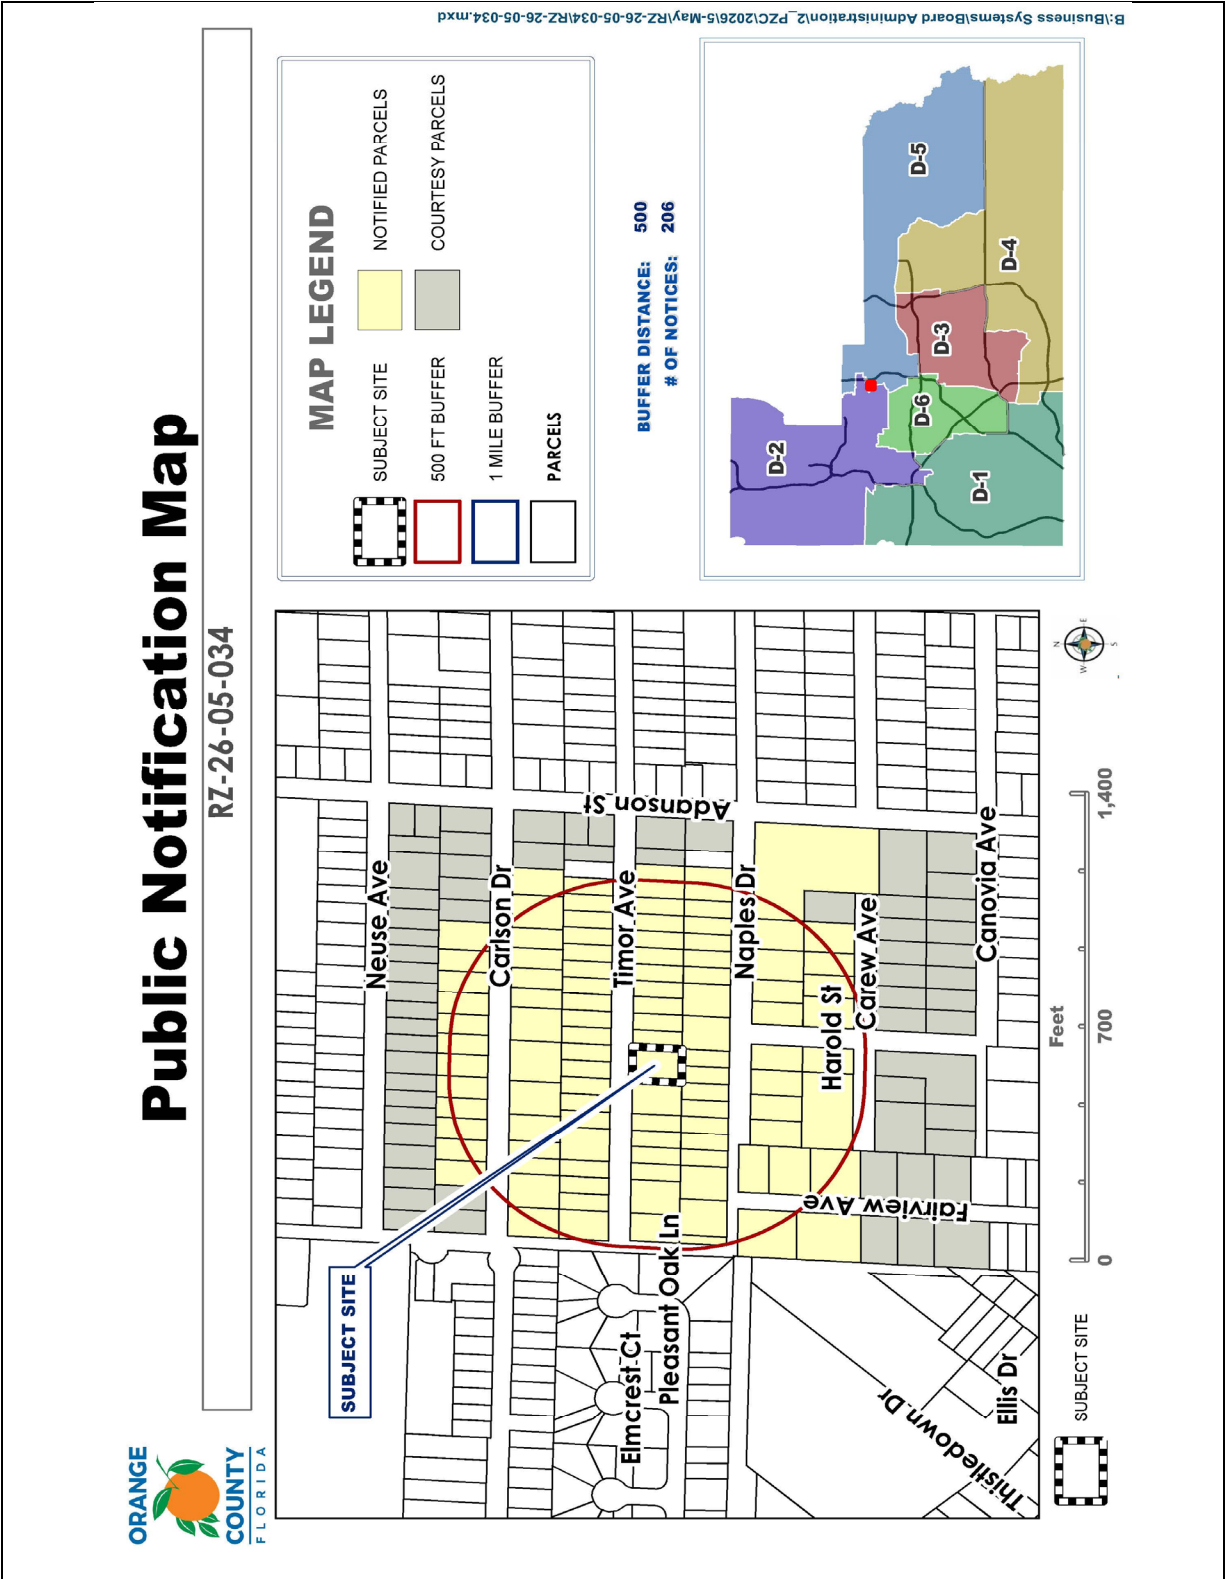 ORANGE
COUNTY
FLORIDA
Public Notification Map
RZ-26-05-034
SUBJECT SITE
Neuse Ave
Carlson Dr
Adanson St
Timor Ave
Naples Dr
Harold St
Carew Ave
Canovia Ave
Fairview Ave
Pleasant Oak Ln
Elmcrest Ct
Thistledown Dr
Ellis Dr
SUBJECT SITE
Feet
0
700
1,400
N
E
S
W
MAP LEGEND
SUBJECT SITE
NOTIFIED PARCELS
500 FT BUFFER
COURTESY PARCELS
1 MILE BUFFER
PARCELS
BUFFER DISTANCE: 500
# OF NOTICES: 206
D-2
D-5
D-6
D-3
D-4
D-1
B:\Business Systems\Board Administration\2_PZC\2026\5-May\RZ-26-05-034\RZ-26-05-034.mxd